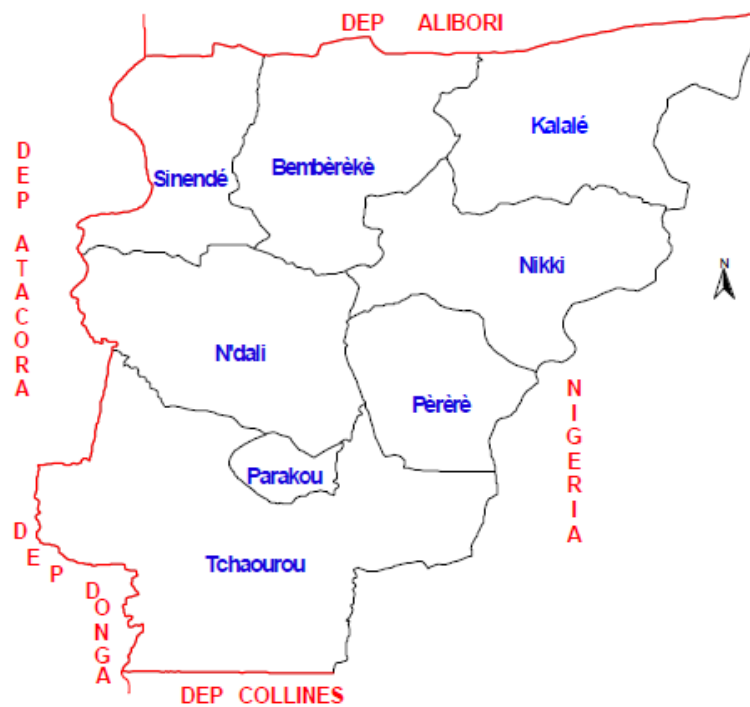 DEP ALIBORI
Kalalé
Sinendé
Bembèrèkè
DEP ATACORA
Nikki
N
N'dali
Pèrèrè
NIGERIA
Parakou
Tchaourou
DEP DONGA
DEP COLLINES